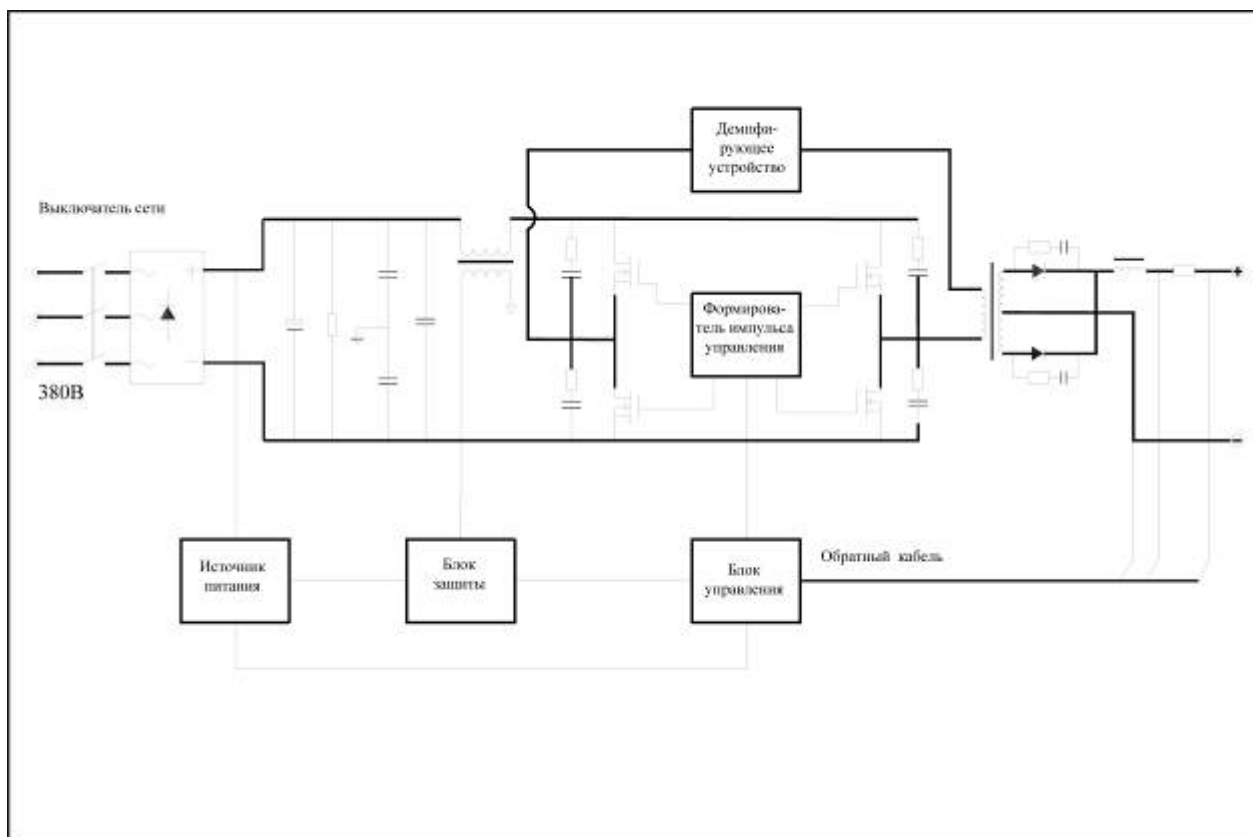 Демпфи-
рующее
устройство
Выключатель сети
Формирова-
тель импульса
управления
380В
Источник
питания
Блок
защиты
Блок
управления
Обратный кабель